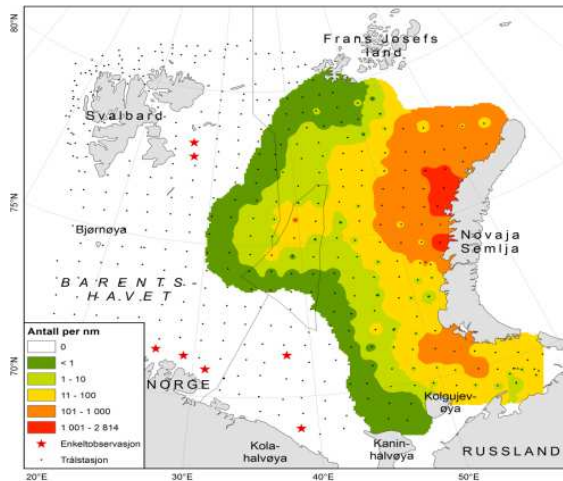 80°N
Frans Josefs
land
Svalbard
75°N
Bjørnøya
Novaja
Semlja
BARENTS-
HAVET
Antall per nm
0
< 1
1 - 10
11 - 100
101 - 1 000
1 001 - 2 814
Enkeltobservasjon
Trålstasjon
70°N
NORGE
Kolgujev-
øya
Kola-
halvøya
Kanin-
halvøya
RUSSLAND
20°E
30°E
40°E
50°E